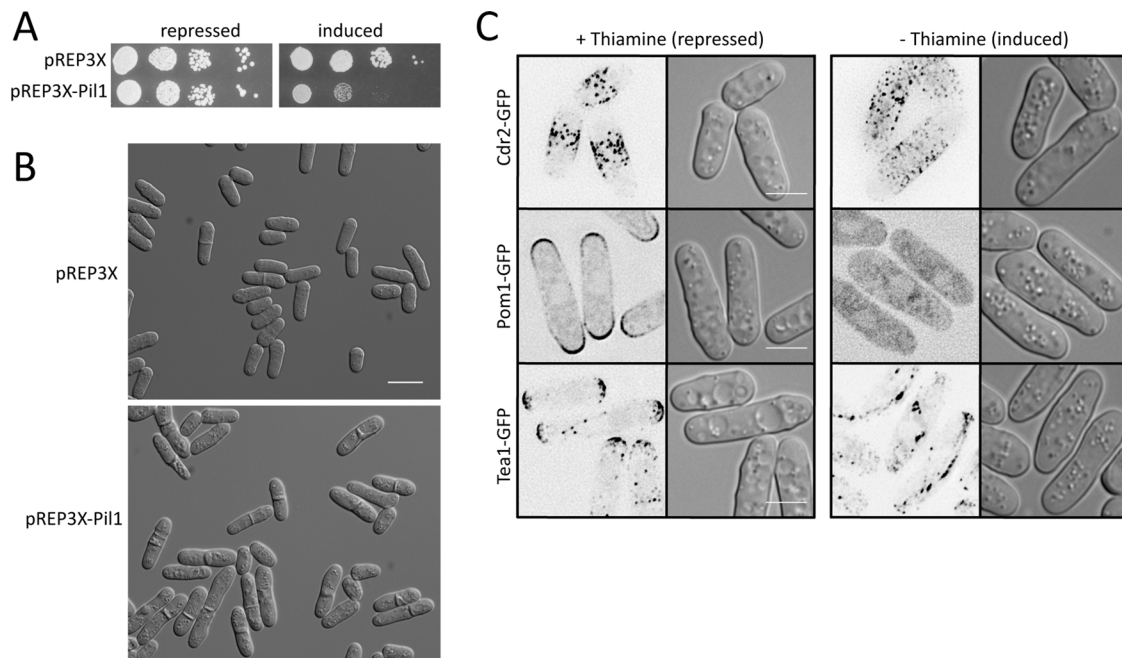 A
repressed
induced
pREP3X
pREP3X-Pil1
B
pREP3X
pREP3X-Pil1
C
+ Thiamine (repressed)
- Thiamine (induced)
Cdr2-GFP
Pom1-GFP
Tea1-GFP